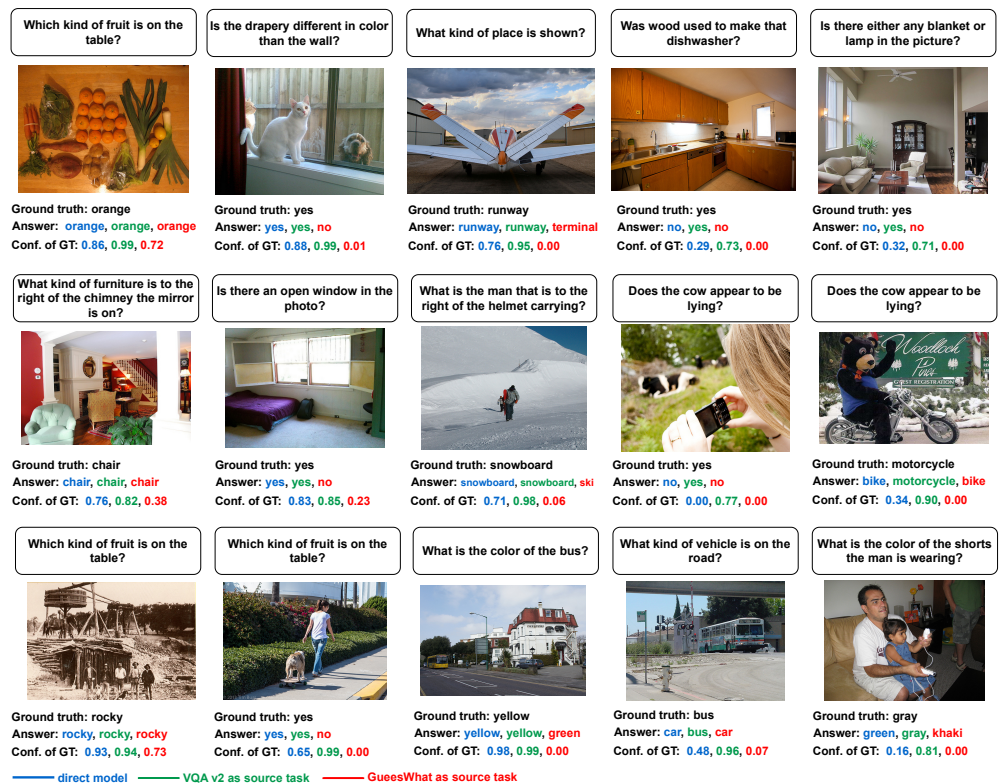 Which kind of fruit is on the
table?
Is the drapery different in color
than the wall?
What kind of place is shown?
Was wood used to make that
dishwasher?
Is there either any blanket or
lamp in the picture?
Ground truth: orange
Answer: orange, orange, orange
Conf. of GT: 0.86, 0.99, 0.72
Ground truth: yes
Answer: yes, yes, no
Conf. of GT: 0.88, 0.99, 0.01
Ground truth: runway
Answer: runway, runway, terminal
Conf. of GT: 0.76, 0.95, 0.00
Ground truth: yes
Answer: no, yes, no
Conf. of GT: 0.29, 0.73, 0.00
Ground truth: yes
Answer: no, yes, no
Conf. of GT: 0.32, 0.71, 0.00
What kind of furniture is to the
right of the chimney the mirror
is on?
Is there an open window in the
photo?
What is the man that is to the
right of the helmet carrying?
Does the cow appear to be
lying?
Does the cow appear to be
lying?
Woodloch
Pines
GUEST REGISTRATION
Ground truth: chair
Answer: chair, chair, chair
Conf. of GT: 0.76, 0.82, 0.38
Ground truth: yes
Answer: yes, yes, no
Conf. of GT: 0.83, 0.85, 0.23
Ground truth: snowboard
Answer: snowboard, snowboard, ski
Conf. of GT: 0.71, 0.98, 0.06
Ground truth: yes
Answer: no, yes, no
Conf. of GT: 0.00, 0.77, 0.00
Ground truth: motorcycle
Answer: bike, motorcycle, bike
Conf. of GT: 0.34, 0.90, 0.00
Which kind of fruit is on the
table?
Which kind of fruit is on the
table?
What is the color of the bus?
What kind of vehicle is on the
road?
What is the color of the shorts
the man is wearing?
Ground truth: rocky
Answer: rocky, rocky, rocky
Conf. of GT: 0.93, 0.94, 0.73
Ground truth: yes
Answer: yes, yes, no
Conf. of GT: 0.65, 0.99, 0.00
Ground truth: yellow
Answer: yellow, yellow, green
Conf. of GT: 0.98, 0.99, 0.00
Ground truth: bus
Answer: car, bus, car
Conf. of GT: 0.48, 0.96, 0.07
Ground truth: gray
Answer: green, gray, khaki
Conf. of GT: 0.16, 0.81, 0.00
direct model
VQA v2 as source task
GueesWhat as source task